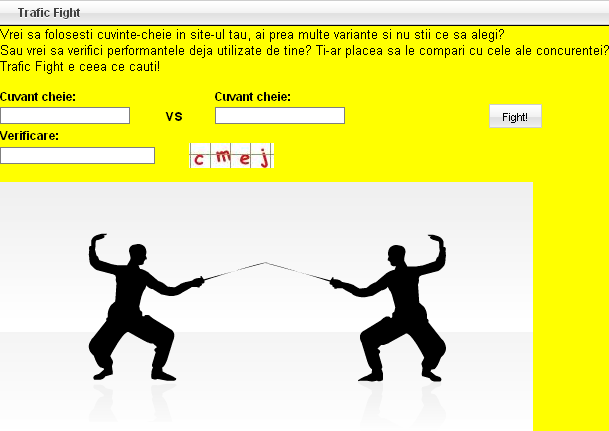 Trafic Fight
Vrei sa folosesti cuvinte-cheie in site-ul tau, ai prea multe variante si nu stii ce sa alegi?
Sau vrei sa verifici performantele deja utilizate de tine? Ti-ar placea sa le compari cu cele ale concurentei?
Trafic Fight e ceea ce cauti!
Cuvant cheie: Cuvant cheie:
vs Fight!
Verificare:
c m e j